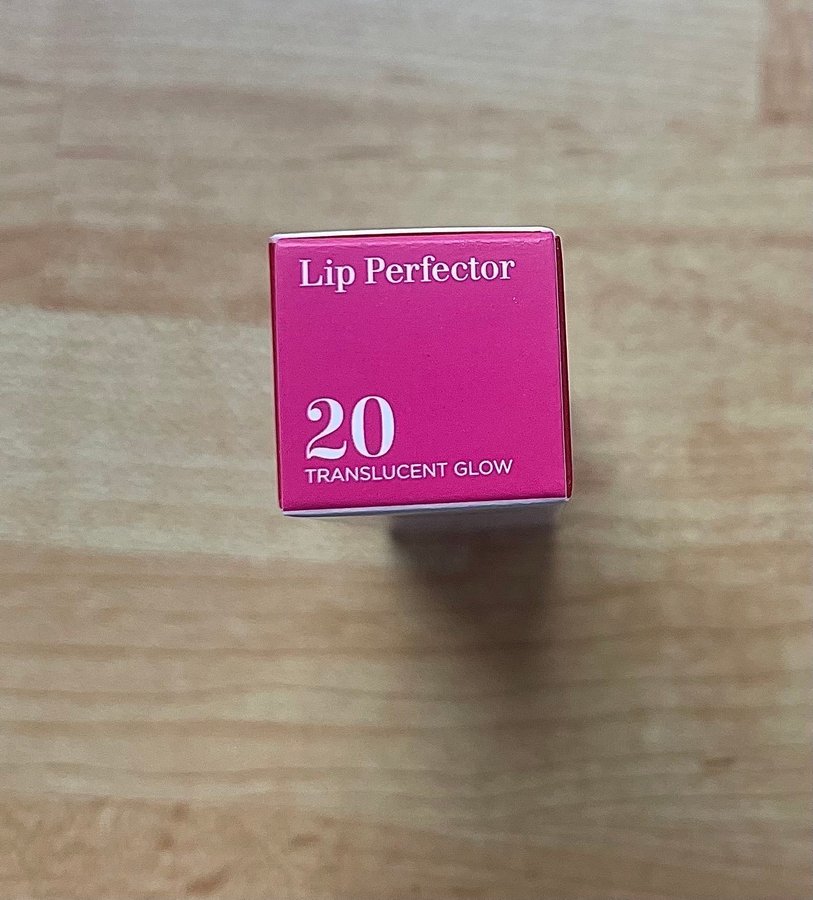 Lip Perfector
20
TRANSLUCENT GLOW